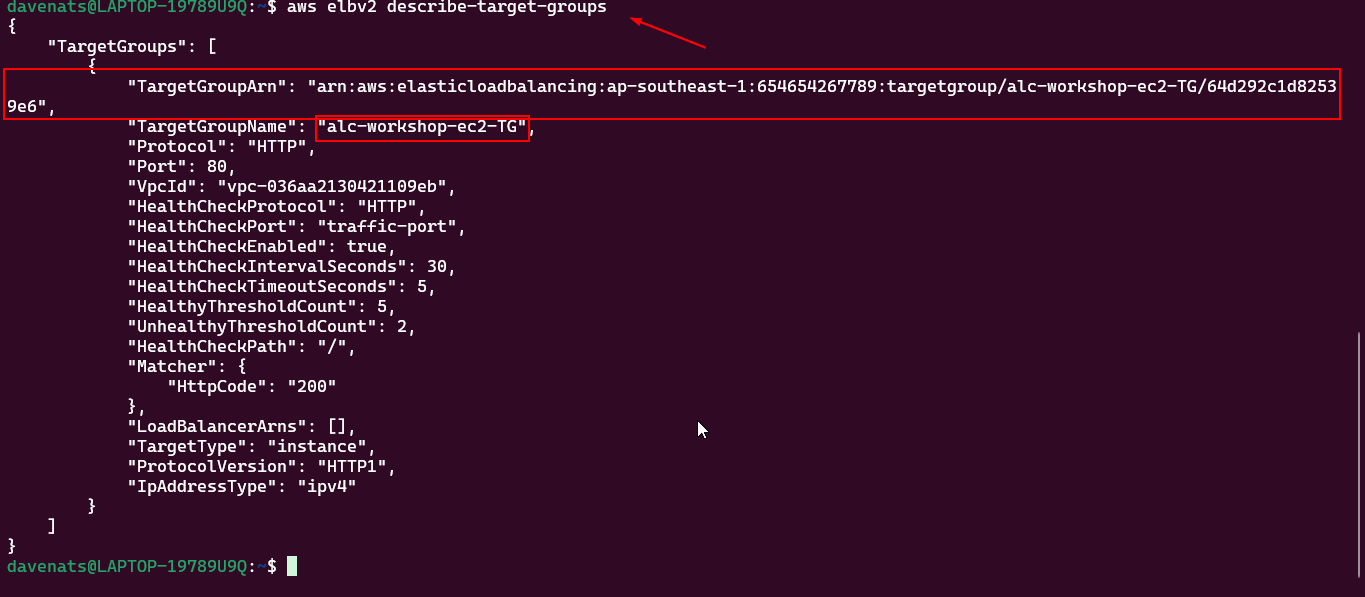 davenats@LAPTOP-19789U9Q:~$ aws elbv2 describe-target-groups
{
    "TargetGroups": [
        {
            "TargetGroupArn": "arn:aws:elasticloadbalancing:ap-southeast-1:654654267789:targetgroup/alc-workshop-ec2-TG/64d292c1d8253
9e6",
            "TargetGroupName": "alc-workshop-ec2-TG",
            "Protocol": "HTTP",
            "Port": 80,
            "VpcId": "vpc-036aa2130421109eb",
            "HealthCheckProtocol": "HTTP",
            "HealthCheckPort": "traffic-port",
            "HealthCheckEnabled": true,
            "HealthCheckIntervalSeconds": 30,
            "HealthCheckTimeoutSeconds": 5,
            "HealthyThresholdCount": 5,
            "UnhealthyThresholdCount": 2,
            "HealthCheckPath": "/",
            "Matcher": {
                "HttpCode": "200"
            },
            "LoadBalancerArns": [],
            "TargetType": "instance",
            "ProtocolVersion": "HTTP1",
            "IpAddressType": "ipv4"
        }
    ]
}
davenats@LAPTOP-19789U9Q:~$